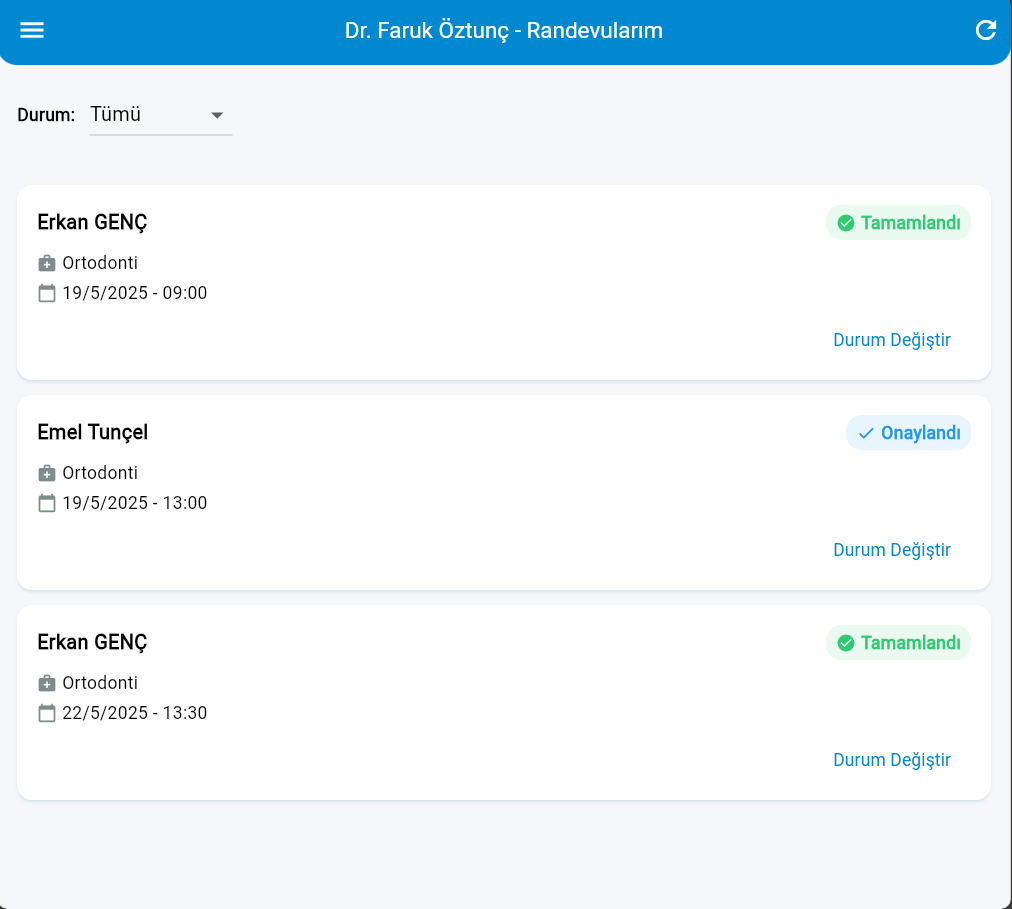 Dr. Faruk Öztunç - Randevularım
Durum: Tümü
Erkan GENÇ
Tamamlandı
Ortodonti
19/5/2025 - 09:00
Durum Değiştir
Emel Tunçel
Onaylandı
Ortodonti
19/5/2025 - 13:00
Durum Değiştir
Erkan GENÇ
Tamamlandı
Ortodonti
22/5/2025 - 13:30
Durum Değiştir